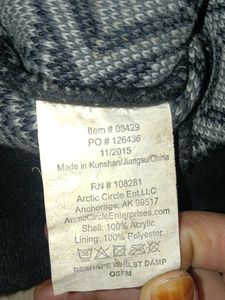 Item # 08429
PO # 126436
11/2015
Made in Kunshan/Jiangsu/China
RN # 108281
Arctic Circle Ent.LLC
Anchorage, AK 99517
ArcticCircleEnterprises.com
Shell: 100% Acrylic
Lining: 100% Polyester
RESHAPE WHILST DAMP
OSFM